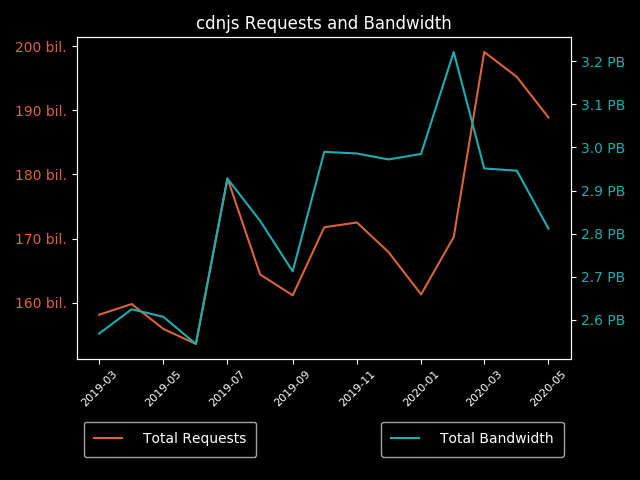 cdnjs Requests and Bandwidth
200 bil.
190 bil.
180 bil.
170 bil.
160 bil.
3.2 PB
3.1 PB
3.0 PB
2.9 PB
2.8 PB
2.7 PB
2.6 PB
2019-03
2019-05
2019-07
2019-09
2019-11
2020-01
2020-03
2020-05
Total Requests
Total Bandwidth